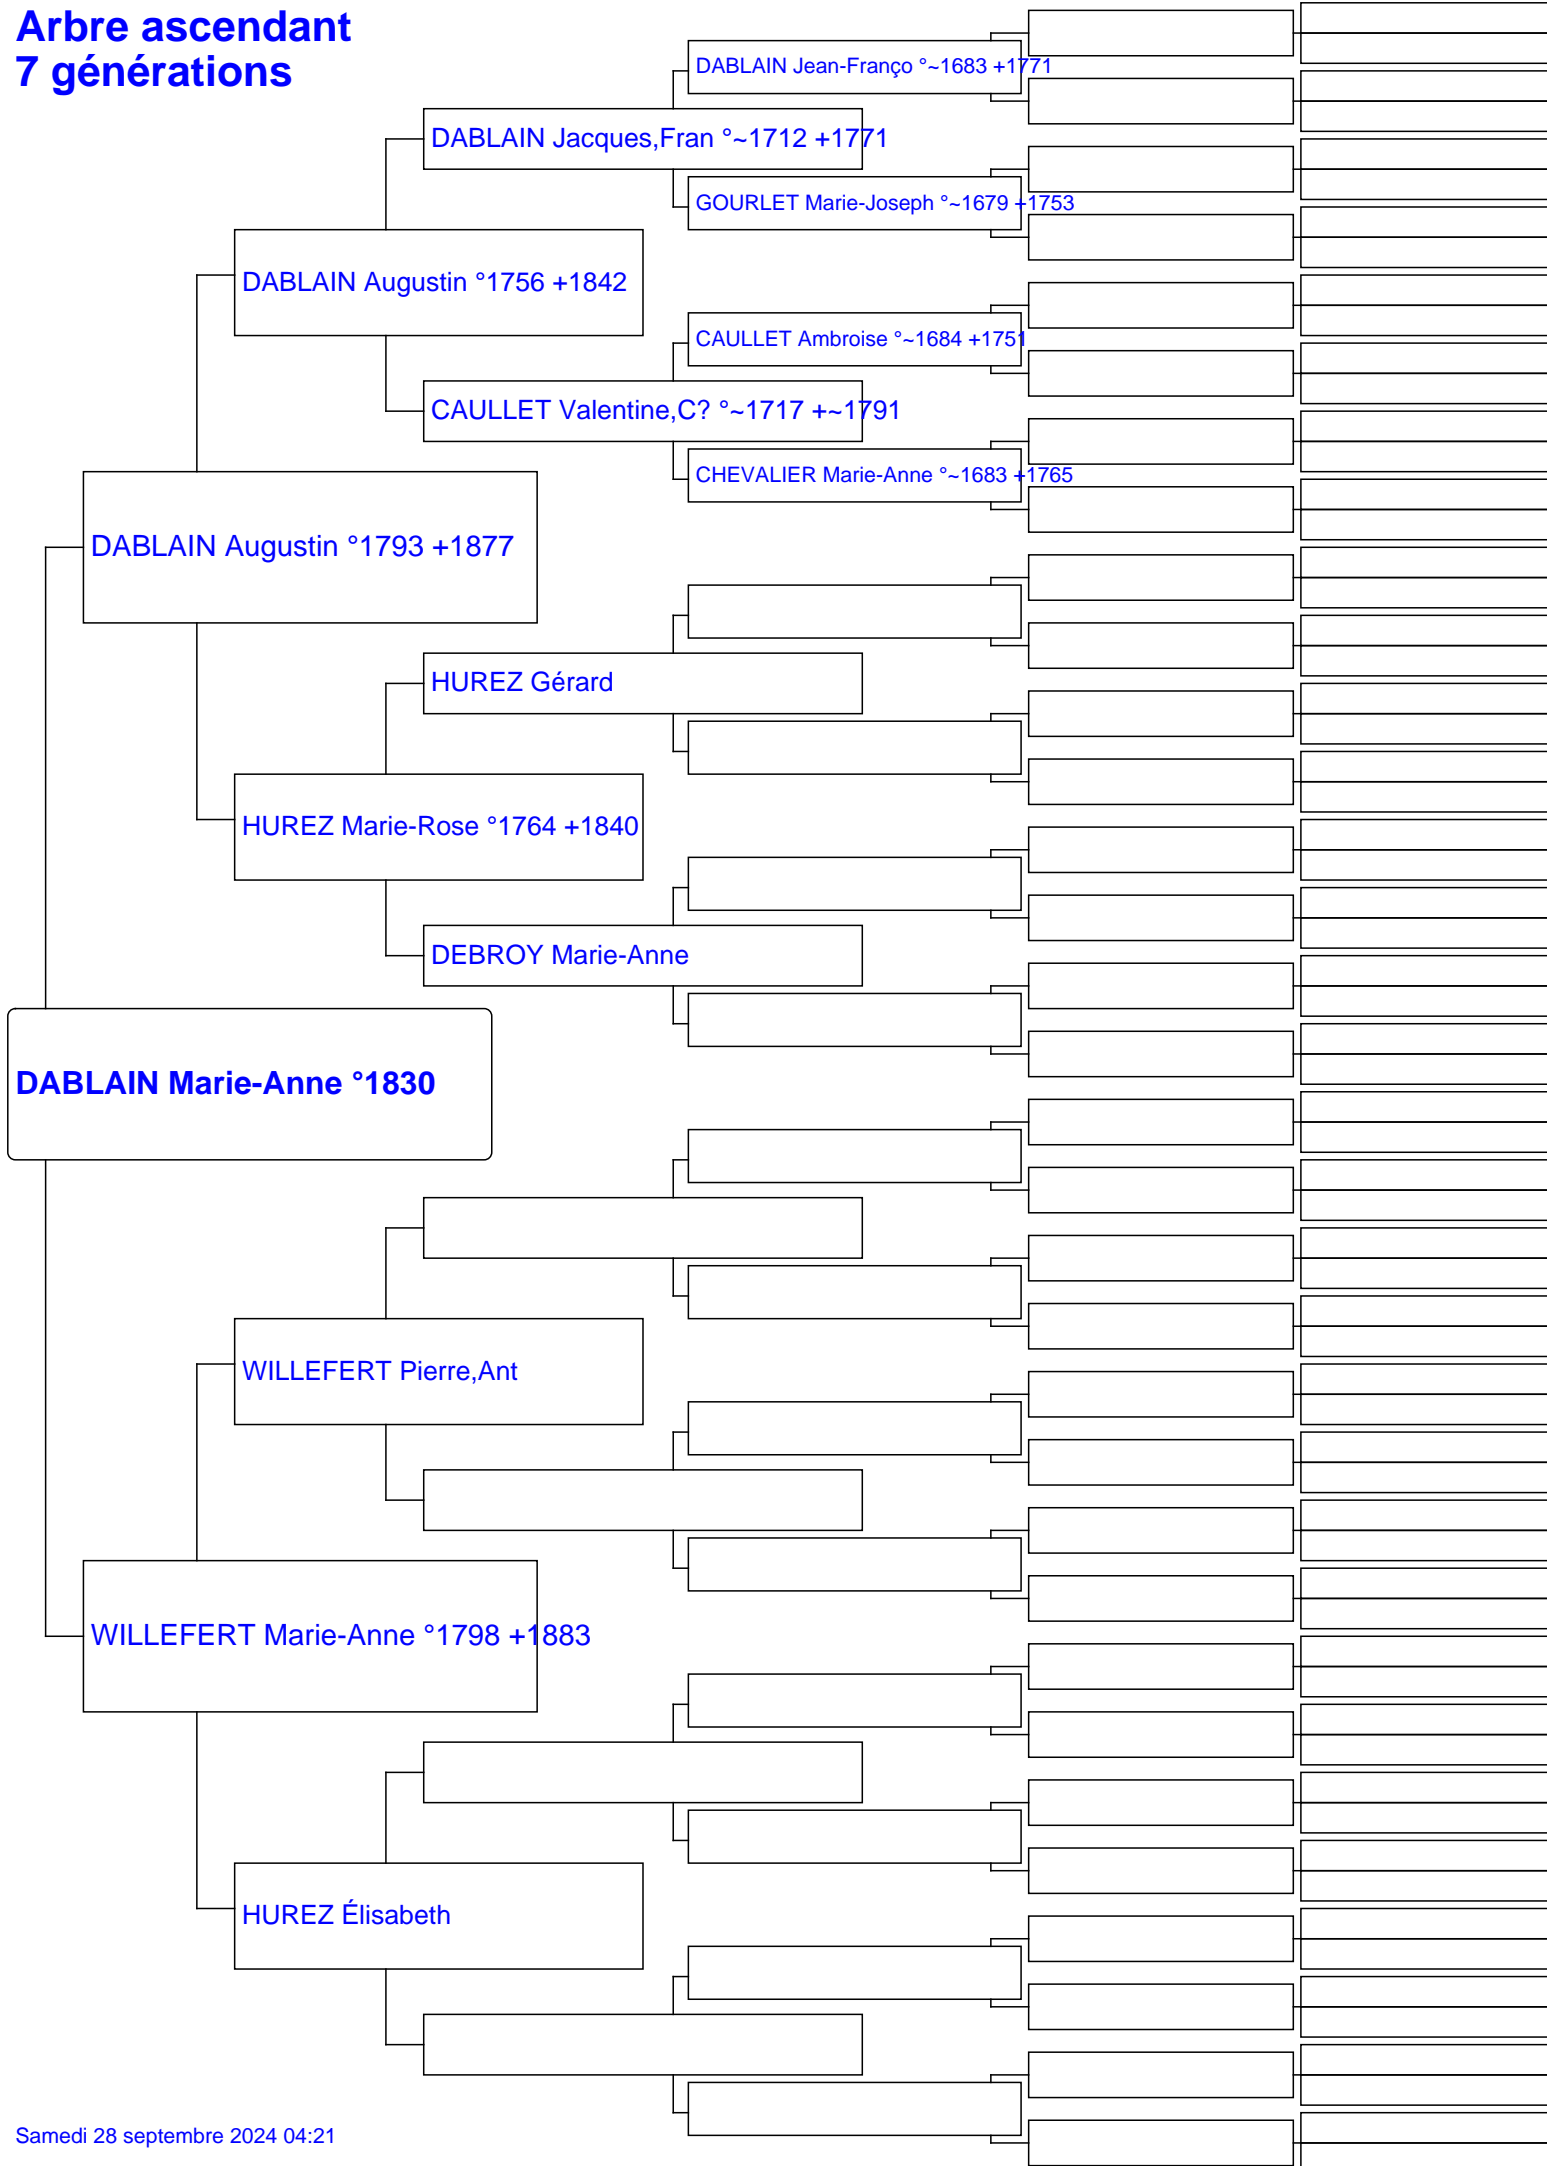 Arbre ascendant
7 générations
DABLAIN Jean-Franço °~1683 +1771
DABLAIN Jacques,Fran °~1712 +1771
GOURLET Marie-Joseph °~1679 +1753
DABLAIN Augustin °1756 +1842
CAULLET Ambroise °~1684 +1751
CAULLET Valentine,C? °~1717 +~1791
CHEVALIER Marie-Anne °~1683 +1765
DABLAIN Augustin °1793 +1877
HUREZ Gérard
HUREZ Marie-Rose °1764 +1840
DEBROY Marie-Anne
DABLAIN Marie-Anne °1830
WILLEFERT Pierre,Ant
WILLEFERT Marie-Anne °1798 +1883
HUREZ Élisabeth
Samedi 28 septembre 2024 04:21